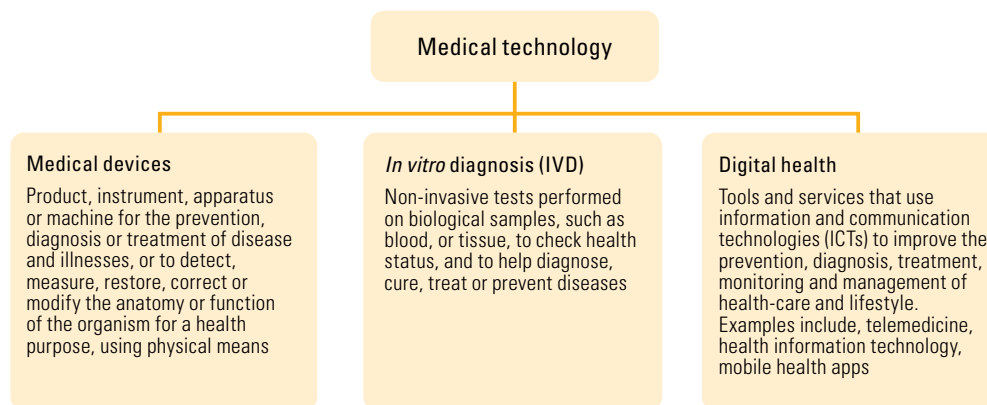 Medical technology
Medical devices
Product, instrument, apparatus
or machine for the prevention,
diagnosis or treatment of disease
and illnesses, or to detect,
measure, restore, correct or
modify the anatomy or function
of the organism for a health
purpose, using physical means
In vitro diagnosis (IVD)
Non-invasive tests performed
on biological samples, such as
blood, or tissue, to check health
status, and to help diagnose,
cure, treat or prevent diseases
Digital health
Tools and services that use
information and communication
technologies (ICTs) to improve the
prevention, diagnosis, treatment,
monitoring and management of
health-care and lifestyle.
Examples include, telemedicine,
health information technology,
mobile health apps